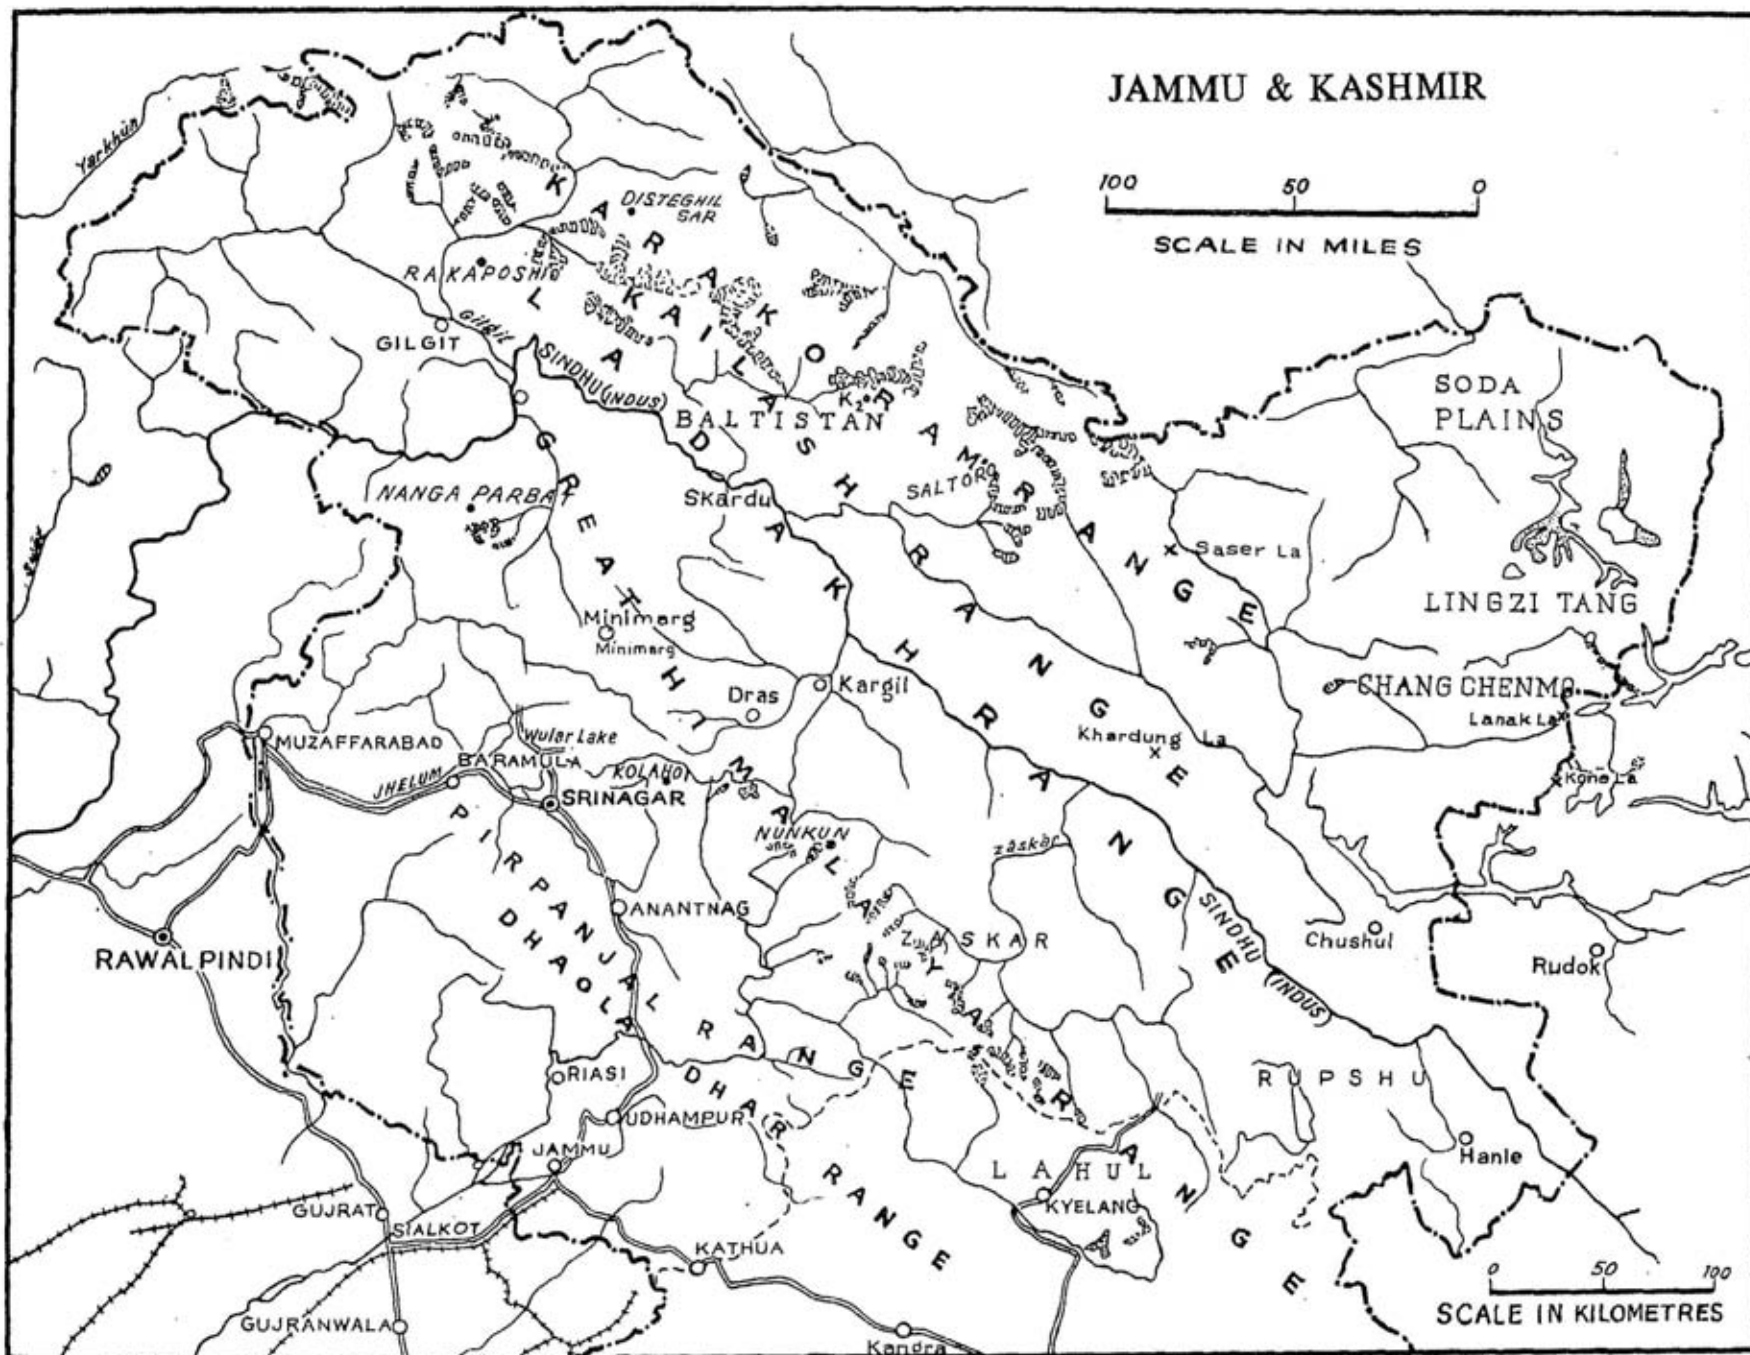 JAMMU & KASHMIR
100 50 0
SCALE IN MILES
Yarkhun
DISTEGHIL
SAR
KARAKORAM RANGE
RAKAPOSHI
KAILASH RANGE
LADAKH RANGE
GILGIT
Gilgit
SINDHU (INDUS)
SODA
PLAINS
K2
BALTISTAN
GREAT HIMALAYAN RANGE
NANGA PARBAT
Skardu
SALTORO
Saser La
LINGZI TANG
Minimarg
Minimarg
Dras
Kargil
CHANG CHENMO
Lanak La
Khardung La
Kone La
MUZAFFARABAD
Wular Lake
BARAMULA
KOLAHOI
JHELUM
SRINAGAR
NUNKUN
zaskar
PIR PANJAL RANGE
ANANTNAG
SINDHU (INDUS)
ZASKAR
Chushul
Rudok
RAWALPINDI
DHAOLA DHAR RANGE
RIASI
RUPSHU
UDHAMPUR
JAMMU
Hanle
LAHUL
KYELANG
GUJRAT
SIALKOT
KATHUA
0 50 100
SCALE IN KILOMETRES
GUJRANWALA
Kangra